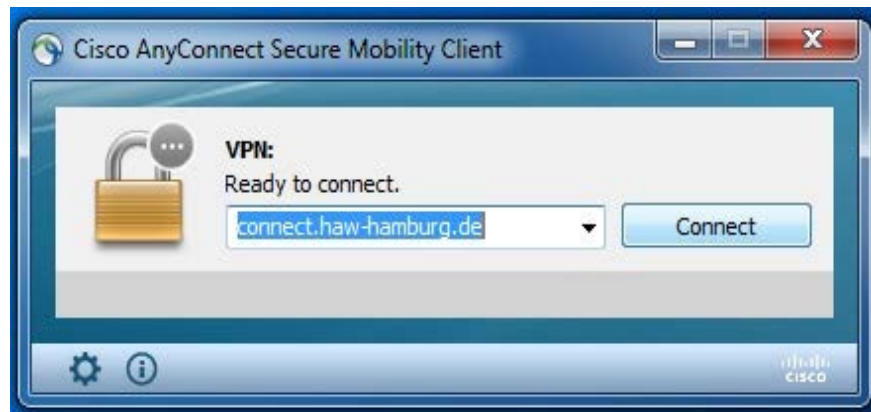 Cisco AnyConnect Secure Mobility Client
VPN:
Ready to connect.
connect.haw-hamburg.de
Connect
CISCO